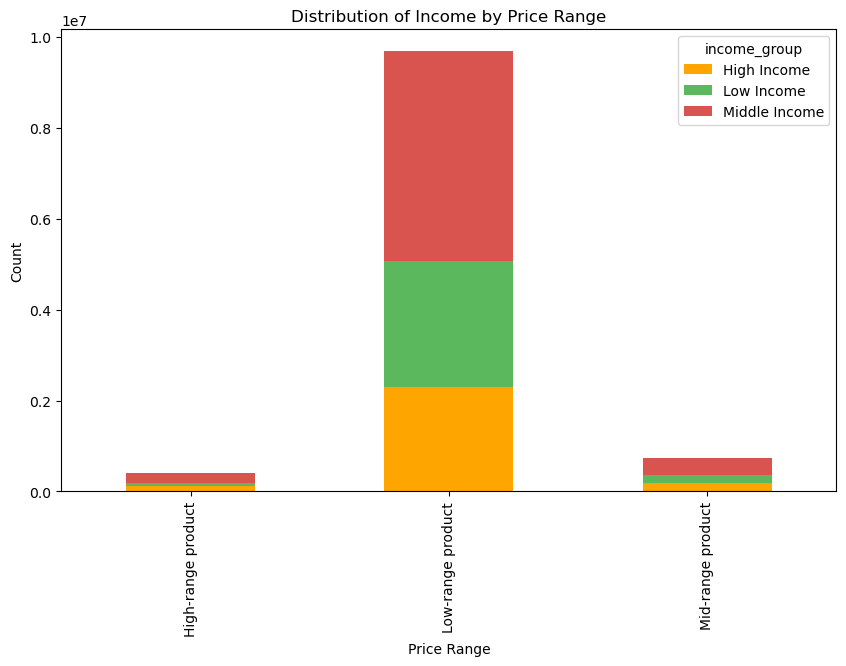 Distribution of Income by Price Range
1e7
1.0
0.8
0.6
0.4
0.2
0.0
Count
income_group
High Income
Low Income
Middle Income
High-range product
Low-range product
Mid-range product
Price Range